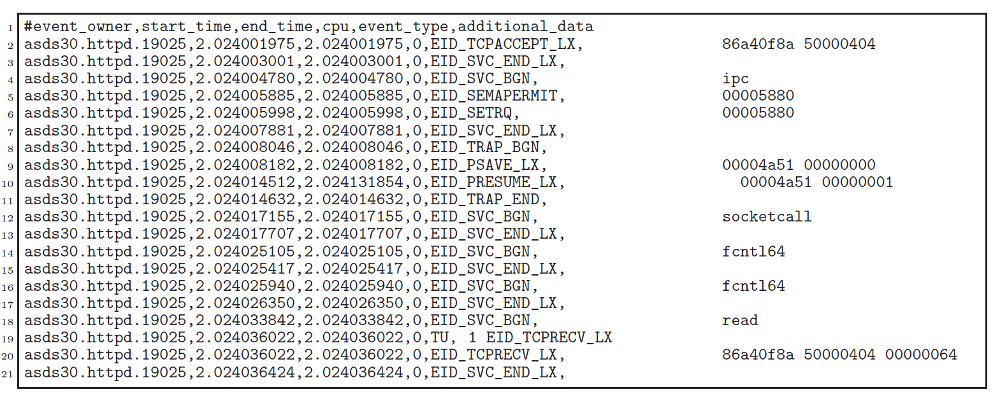 1 #event_owner,start_time,end_time,cpu,event_type,additional_data
2 asds30.httpd.19025,2.024001975,2.024001975,0,EID_TCPACCEPT_LX, 86a40f8a 50000404
3 asds30.httpd.19025,2.024003001,2.024003001,0,EID_SVC_END_LX,
4 asds30.httpd.19025,2.024004780,2.024004780,0,EID_SVC_BGN, ipc
5 asds30.httpd.19025,2.024005885,2.024005885,0,EID_SEMAPERMIT, 00005880
6 asds30.httpd.19025,2.024005998,2.024005998,0,EID_SETRQ, 00005880
7 asds30.httpd.19025,2.024007881,2.024007881,0,EID_SVC_END_LX,
8 asds30.httpd.19025,2.024008046,2.024008046,0,EID_TRAP_BGN,
9 asds30.httpd.19025,2.024008182,2.024008182,0,EID_PSAVE_LX, 00004a51 00000000
10 asds30.httpd.19025,2.024014512,2.024131854,0,EID_PRESUME_LX, 00004a51 00000001
11 asds30.httpd.19025,2.024014632,2.024014632,0,EID_TRAP_END,
12 asds30.httpd.19025,2.024017155,2.024017155,0,EID_SVC_BGN, socketcall
13 asds30.httpd.19025,2.024017707,2.024017707,0,EID_SVC_END_LX,
14 asds30.httpd.19025,2.024025105,2.024025105,0,EID_SVC_BGN, fcntl64
15 asds30.httpd.19025,2.024025417,2.024025417,0,EID_SVC_END_LX,
16 asds30.httpd.19025,2.024025940,2.024025940,0,EID_SVC_BGN, fcntl64
17 asds30.httpd.19025,2.024026350,2.024026350,0,EID_SVC_END_LX,
18 asds30.httpd.19025,2.024033842,2.024033842,0,EID_SVC_BGN, read
19 asds30.httpd.19025,2.024036022,2.024036022,0,TU, 1 EID_TCPRECV_LX
20 asds30.httpd.19025,2.024036022,2.024036022,0,EID_TCPRECV_LX, 86a40f8a 50000404 00000064
21 asds30.httpd.19025,2.024036424,2.024036424,0,EID_SVC_END_LX,